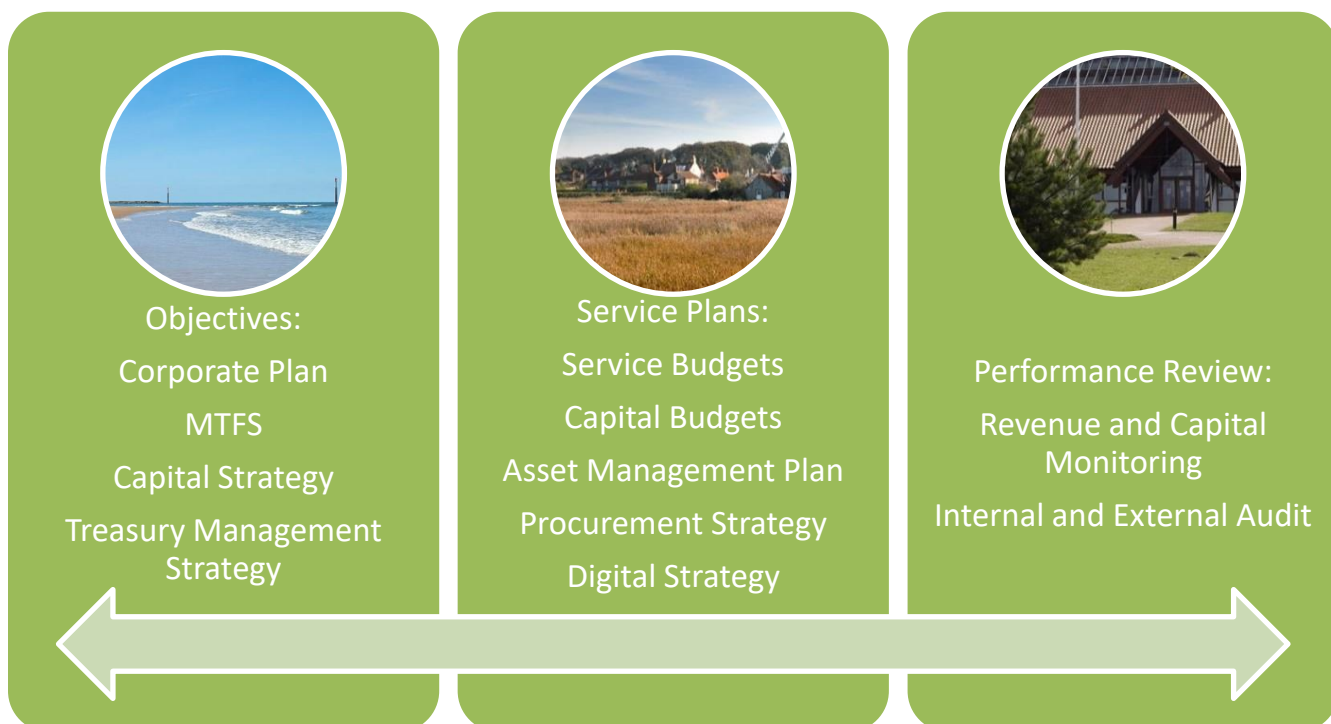 Objectives:
Corporate Plan
MTFS
Capital Strategy
Treasury Management
Strategy
Service Plans:
Service Budgets
Capital Budgets
Asset Management Plan
Procurement Strategy
Digital Strategy
Performance Review:
Revenue and Capital
Monitoring
Internal and External Audit